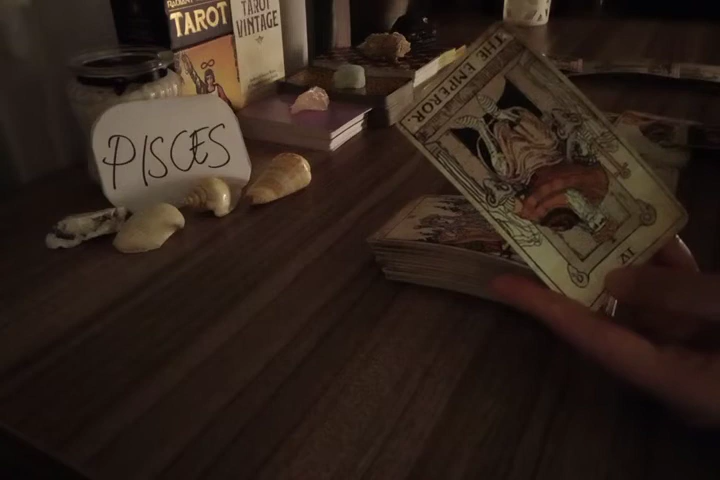 TAROT
TAROT
VINTAGE
PISCES
THE EMPEROR.
IV